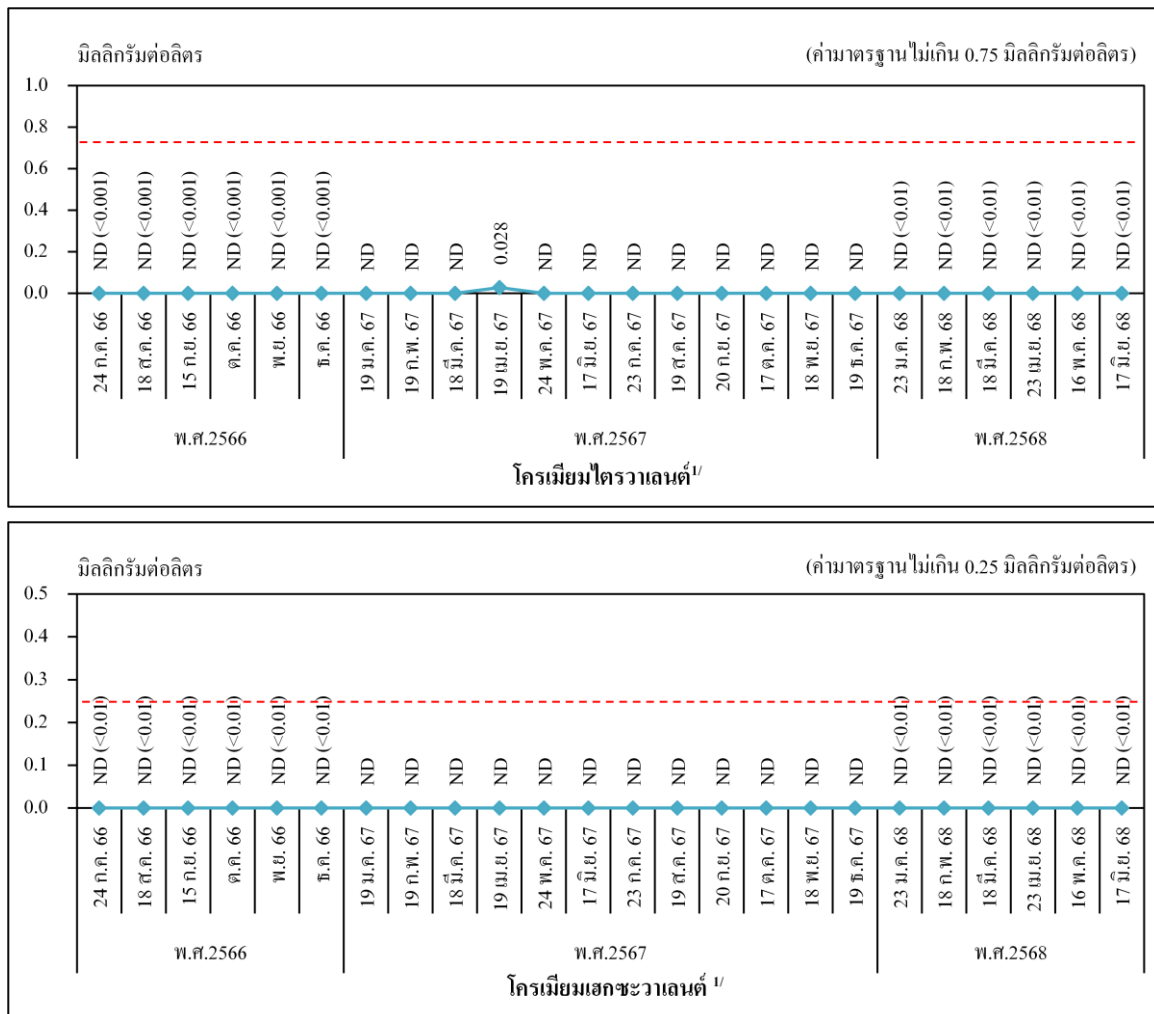 มิลลิกรัมต่อลิตร (ค่ามาตรฐานไม่เกิน 0.75 มิลลิกรัมต่อลิตร)
1.0
0.8
0.6
0.4
0.2
0.0
ND (<0.001) ND (<0.001) ND (<0.001) ND (<0.001) ND (<0.001) ND (<0.001) ND ND ND 0.028 ND ND ND ND ND ND ND ND ND (<0.01) ND (<0.01) ND (<0.01) ND (<0.01) ND (<0.01) ND (<0.01)
24 ก.ค. 66 18 ส.ค. 66 15 ก.ย. 66 ต.ค. 66 พ.ย. 66 ธ.ค. 66 19 ม.ค. 67 19 ก.พ. 67 18 มี.ค. 67 19 เม.ย. 67 24 พ.ค. 67 17 มิ.ย. 67 23 ก.ค. 67 19 ส.ค. 67 20 ก.ย. 67 17 ต.ค. 67 18 พ.ย. 67 19 ธ.ค. 67 23 ม.ค. 68 18 ก.พ. 68 18 มี.ค. 68 23 เม.ย. 68 16 พ.ค. 68 17 มิ.ย. 68
พ.ศ.2566 พ.ศ.2567 พ.ศ.2568
โครเมียมไตรวาเลนต์1/
มิลลิกรัมต่อลิตร (ค่ามาตรฐานไม่เกิน 0.25 มิลลิกรัมต่อลิตร)
0.5
0.4
0.3
0.2
0.1
0.0
ND (<0.01) ND (<0.01) ND (<0.01) ND (<0.01) ND (<0.01) ND (<0.01) ND ND ND ND ND ND ND ND ND ND ND ND ND (<0.01) ND (<0.01) ND (<0.01) ND (<0.01) ND (<0.01) ND (<0.01)
24 ก.ค. 66 18 ส.ค. 66 15 ก.ย. 66 ต.ค. 66 พ.ย. 66 ธ.ค. 66 19 ม.ค. 67 19 ก.พ. 67 18 มี.ค. 67 19 เม.ย. 67 24 พ.ค. 67 17 มิ.ย. 67 23 ก.ค. 67 19 ส.ค. 67 20 ก.ย. 67 17 ต.ค. 67 18 พ.ย. 67 19 ธ.ค. 67 23 ม.ค. 68 18 ก.พ. 68 18 มี.ค. 68 23 เม.ย. 68 16 พ.ค. 68 17 มิ.ย. 68
พ.ศ.2566 พ.ศ.2567 พ.ศ.2568
โครเมียมเฮกซะวาเลนต์ 1/